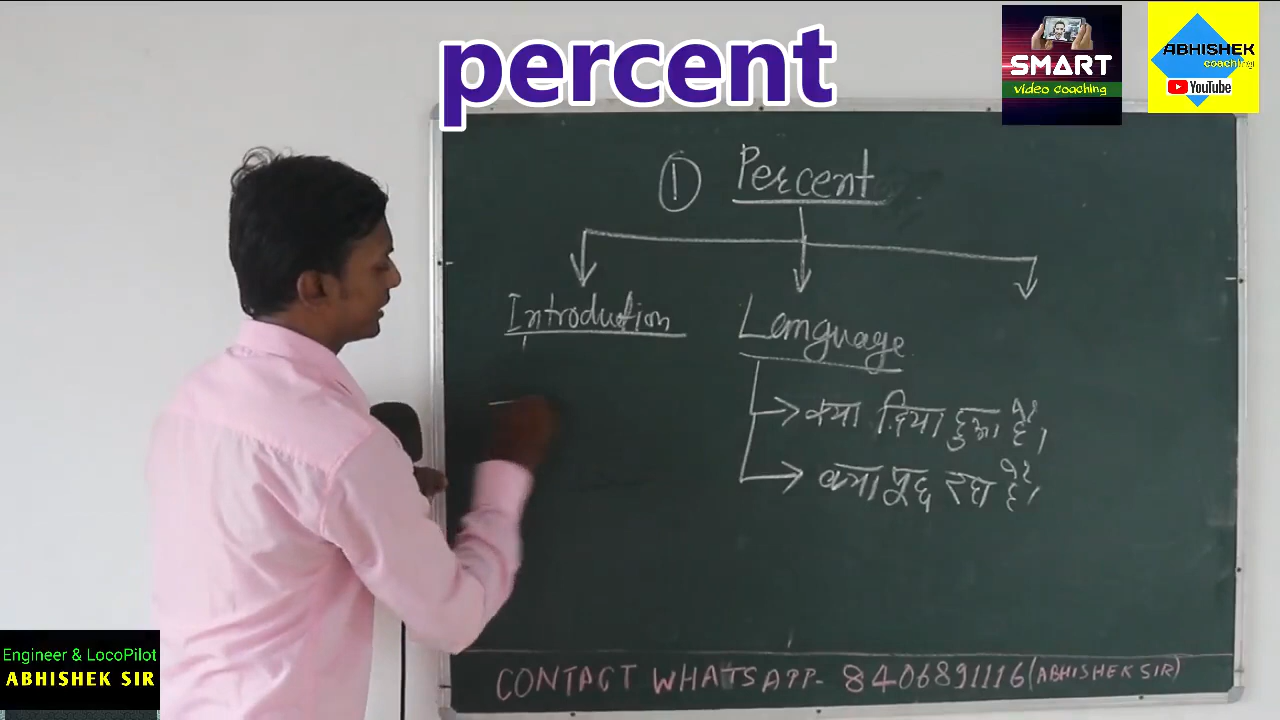 percent
SMART
video coaching
ABHISHEK
coaching
YouTube
① Percent
Introduction
Language
क्या दिया हुआ है।
क्या पूछ रहा है।
Engineer & LocoPilot
ABHISHEK SIR
CONTACT WHATSAPP- 8406891116 (ABHISHEK SIR)